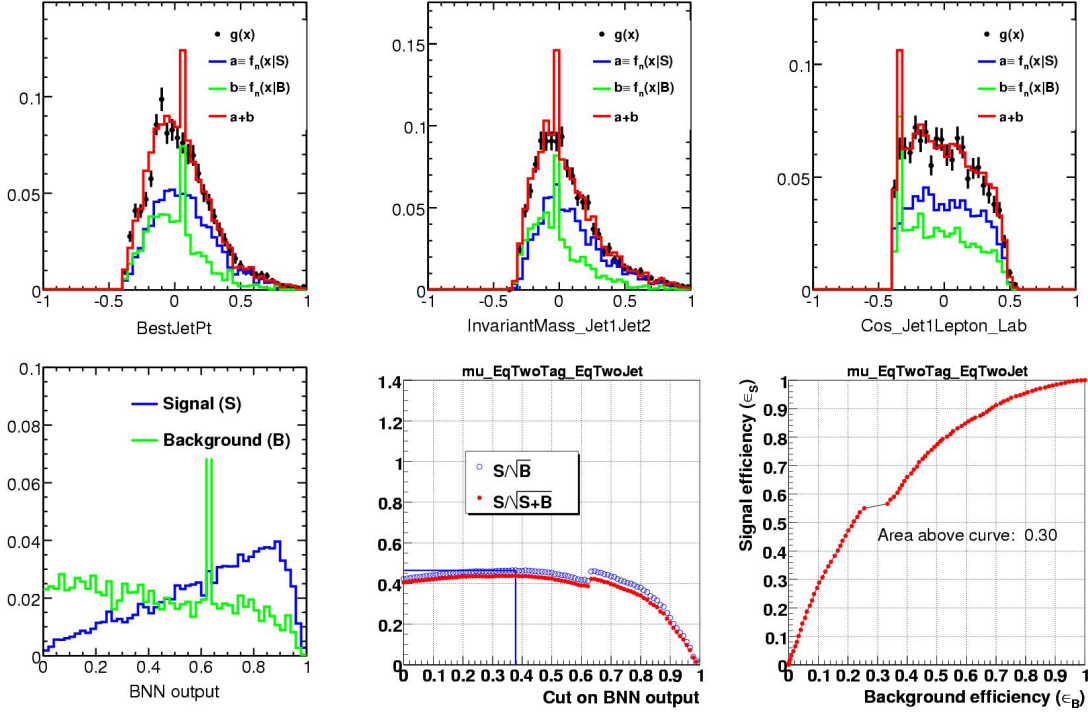 g(x)
a≡ f_n(x|S)
b≡ f_n(x|B)
a+b
0.1
0.05
0
-1 -0.5 0 0.5 1
BestJetPt
g(x)
a≡ f_n(x|S)
b≡ f_n(x|B)
a+b
0.15
0.1
0.05
0
-1 -0.5 0 0.5 1
InvariantMass_Jet1Jet2
g(x)
a≡ f_n(x|S)
b≡ f_n(x|B)
a+b
0.1
0.05
0
-1 -0.5 0 0.5 1
Cos_Jet1Lepton_Lab
0.1
0.08
0.06
0.04
0.02
0
Signal (S)
Background (B)
0 0.2 0.4 0.6 0.8 1
BNN output
mu_EqTwoTag_EqTwoJet
1.4
1.2
1
0.8
0.6
0.4
0.2
0
S/√B
S/√S+B
0 0.1 0.2 0.3 0.4 0.5 0.6 0.7 0.8 0.9 1
Cut on BNN output
mu_EqTwoTag_EqTwoJet
Signal efficiency (∈_S)
1
0.9
0.8
0.7
0.6
0.5
0.4
0.3
0.2
0.1
0
Area above curve: 0.30
0 0.1 0.2 0.3 0.4 0.5 0.6 0.7 0.8 0.9 1
Background efficiency (∈_B)